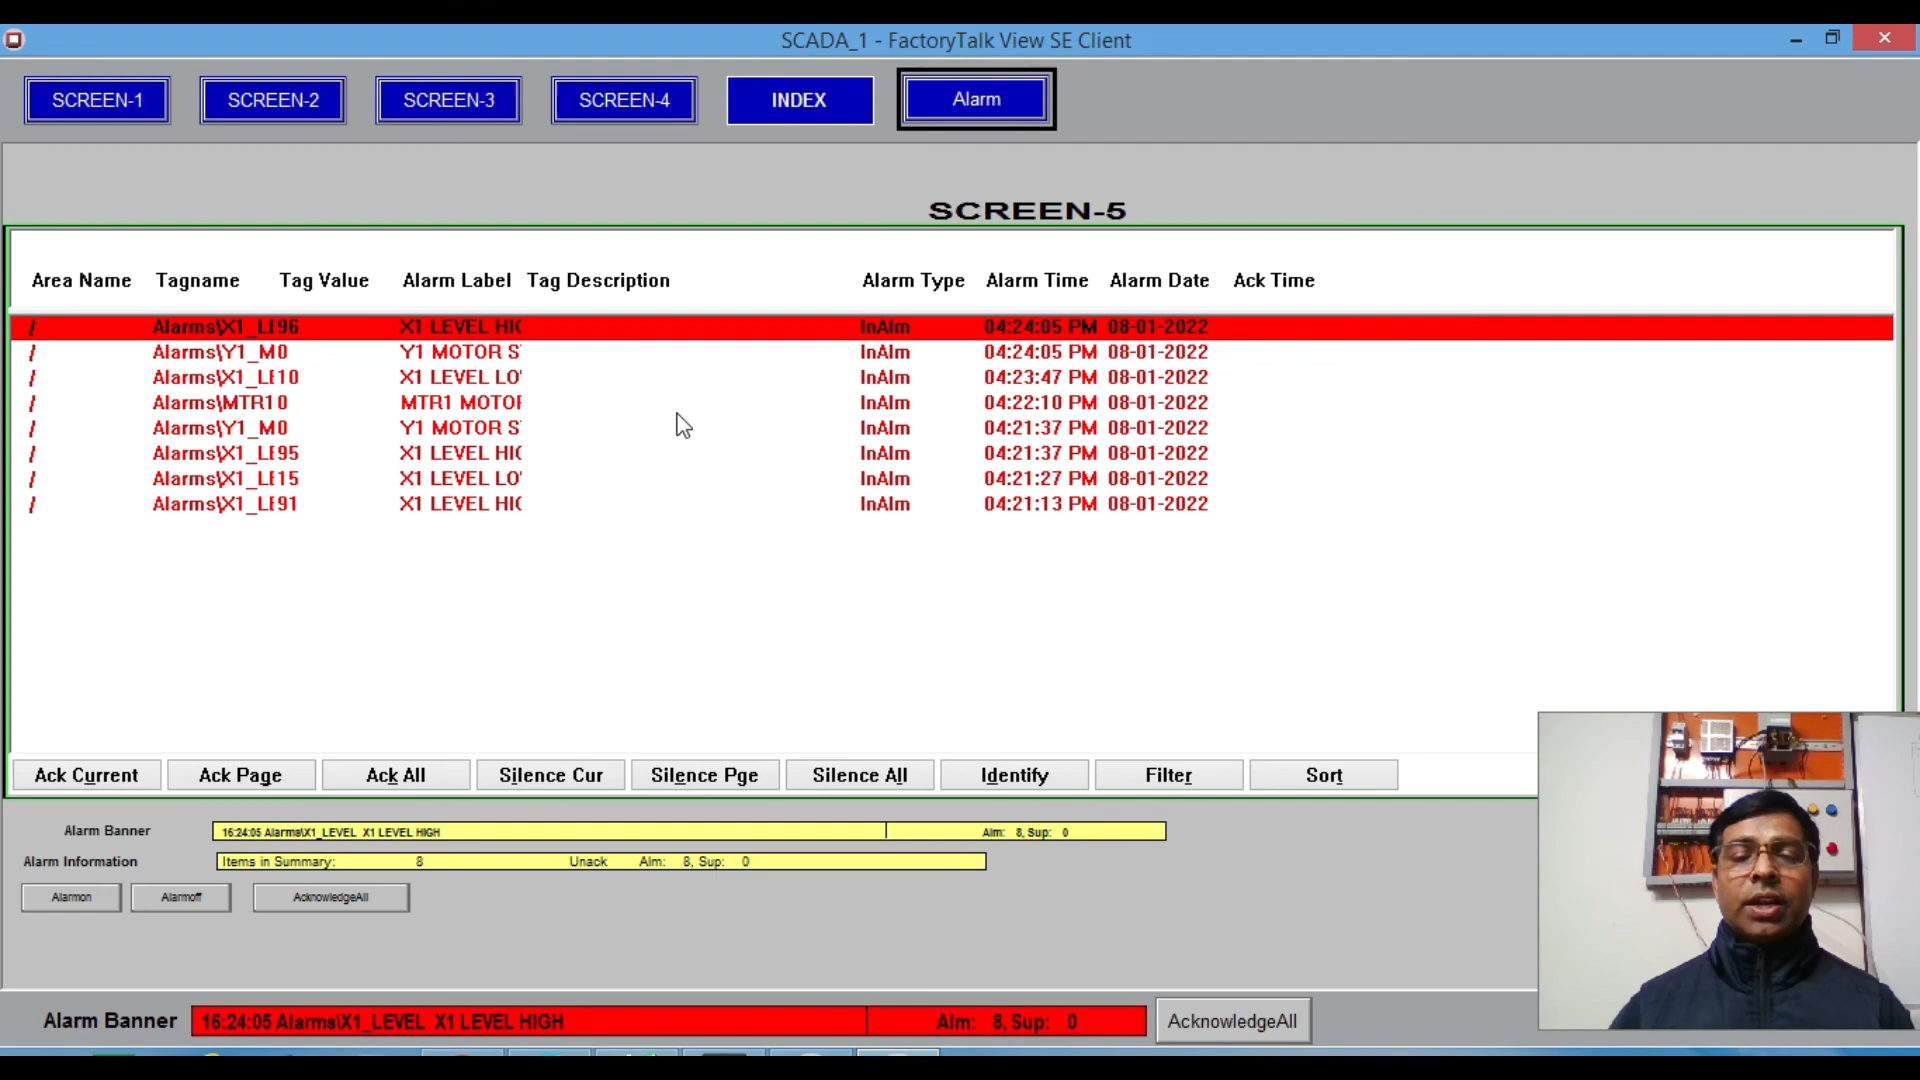 SCADA_1 - FactoryTalk View SE Client
SCREEN-1 SCREEN-2 SCREEN-3 SCREEN-4 INDEX Alarm
SCREEN-5
Area Name Tagname Tag Value Alarm Label Tag Description Alarm Type Alarm Time Alarm Date Ack Time
/ Alarms\X1_LE96 X1 LEVEL HIG InAlm 04:24:05 PM 08-01-2022
/ Alarms\Y1_M0 Y1 MOTOR ST InAlm 04:24:05 PM 08-01-2022
/ Alarms\X1_LE10 X1 LEVEL LO InAlm 04:23:47 PM 08-01-2022
/ Alarms\MTR10 MTR1 MOTOR InAlm 04:22:10 PM 08-01-2022
/ Alarms\Y1_M0 Y1 MOTOR ST InAlm 04:21:37 PM 08-01-2022
/ Alarms\X1_LE95 X1 LEVEL HIG InAlm 04:21:37 PM 08-01-2022
/ Alarms\X1_LE15 X1 LEVEL LO InAlm 04:21:27 PM 08-01-2022
/ Alarms\X1_LE91 X1 LEVEL HIG InAlm 04:21:13 PM 08-01-2022
Ack Current Ack Page Ack All Silence Cur Silence Pge Silence All Identify Filter Sort
Alarm Banner 16:24:05 Alarms\X1_LEVEL X1 LEVEL HIGH Alm: 8, Sup: 0
Alarm Information Items in Summary: 8 Unack Alm: 8, Sup: 0
Alarmon Alarmoff AcknowledgeAll
Alarm Banner 16:24:05 Alarms\X1_LEVEL X1 LEVEL HIGH Alm: 8, Sup: 0 AcknowledgeAll